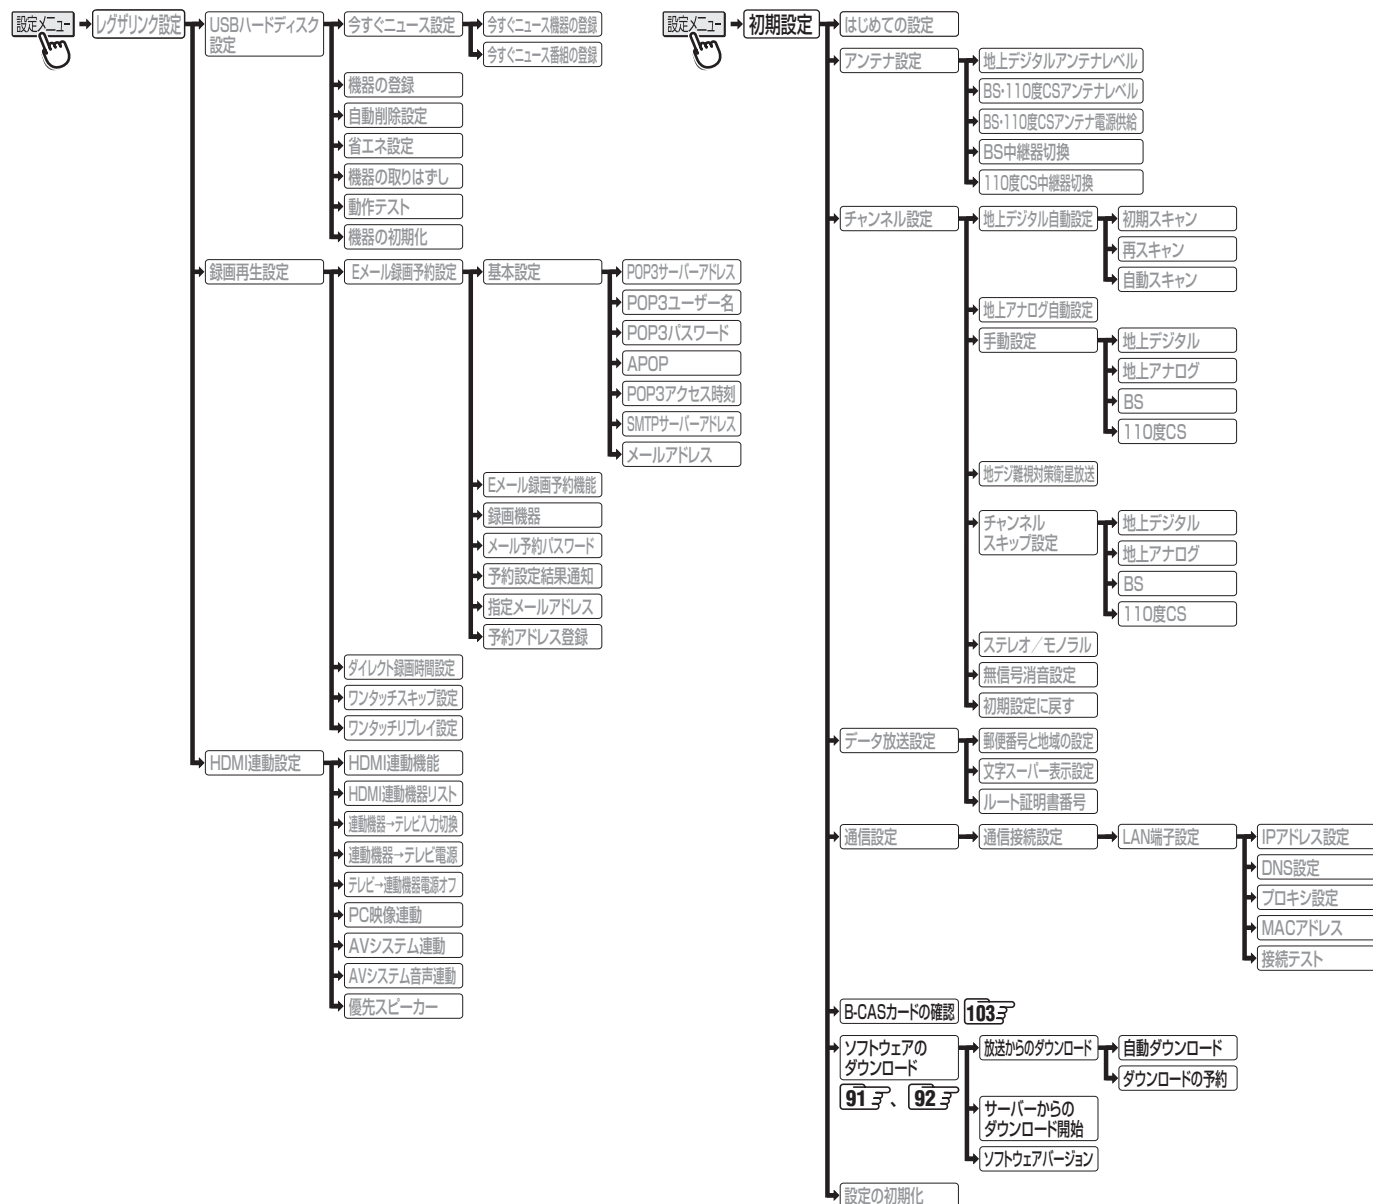 設定メニュー
レグザリンク設定
USBハードディスク
設定
今すぐニュース設定
今すぐニュース機器の登録
今すぐニュース番組の登録
機器の登録
自動削除設定
省エネ設定
機器の取りはずし
動作テスト
機器の初期化
録画再生設定
Eメール録画予約設定
基本設定
POP3サーバーアドレス
POP3ユーザー名
POP3パスワード
APOP
POP3アクセス時刻
SMTPサーバーアドレス
メールアドレス
Eメール録画予約機能
録画機器
メール予約パスワード
予約設定結果通知
指定メールアドレス
予約アドレス登録
ダイレクト録画時間設定
ワンタッチスキップ設定
ワンタッチリプレイ設定
HDMI連動設定
HDMI連動機能
HDMI連動機器リスト
連動機器→テレビ入力切換
連動機器→テレビ電源
テレビ→連動機器電源オフ
PC映像連動
AVシステム連動
AVシステム音声連動
優先スピーカー
設定メニュー
初期設定
はじめての設定
アンテナ設定
地上デジタルアンテナレベル
BS・110度CSアンテナレベル
BS・110度CSアンテナ電源供給
BS中継器切換
110度CS中継器切換
チャンネル設定
地上デジタル自動設定
初期スキャン
再スキャン
自動スキャン
地上アナログ自動設定
手動設定
地上デジタル
地上アナログ
BS
110度CS
地デジ難視対策衛星放送
チャンネル
スキップ設定
地上デジタル
地上アナログ
BS
110度CS
ステレオ／モノラル
無信号消音設定
初期設定に戻す
データ放送設定
郵便番号と地域の設定
文字スーパー表示設定
ルート証明書番号
通信設定
通信接続設定
LAN端子設定
IPアドレス設定
DNS設定
プロキシ設定
MACアドレス
接続テスト
B-CASカードの確認 103
ソフトウェアの
ダウンロード
91、92
放送からのダウンロード
自動ダウンロード
ダウンロードの予約
サーバーからの
ダウンロード開始
ソフトウェアバージョン
設定の初期化